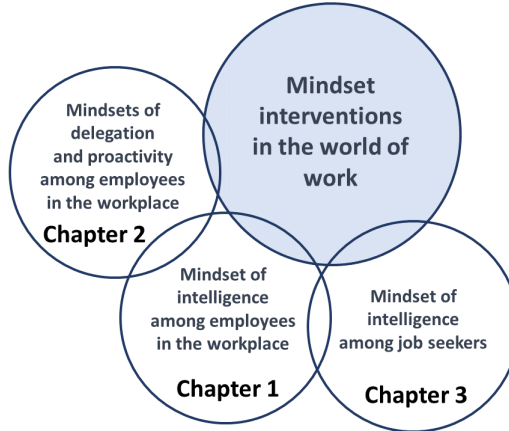 Mindset
interventions
in the world of
work
Mindsets of
delegation
and proactivity
among employees
in the workplace
Chapter 2
Mindset of
intelligence
among employees
in the workplace
Chapter 1
Mindset of
intelligence
among job seekers
Chapter 3